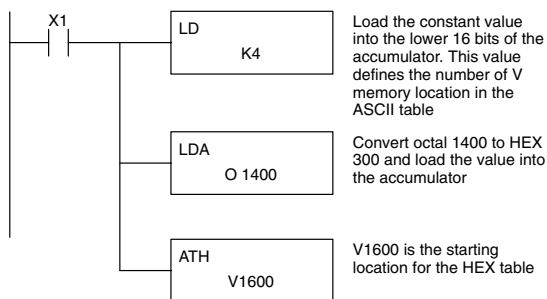 X1
LD
K4
Load the constant value
into the lower 16 bits of the
accumulator. This value
defines the number of V
memory location in the
ASCII table
LDA
O 1400
Convert octal 1400 to HEX
300 and load the value into
the accumulator
ATH
V1600
V1600 is the starting
location for the HEX table